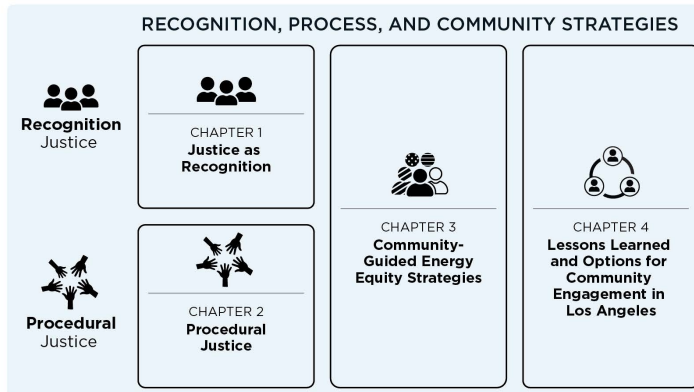 RECOGNITION, PROCESS, AND COMMUNITY STRATEGIES
Recognition
Justice
CHAPTER 1
Justice as
Recognition
Procedural
Justice
CHAPTER 2
Procedural
Justice
CHAPTER 3
Community-
Guided Energy
Equity Strategies
CHAPTER 4
Lessons Learned
and Options for
Community
Engagement in
Los Angeles